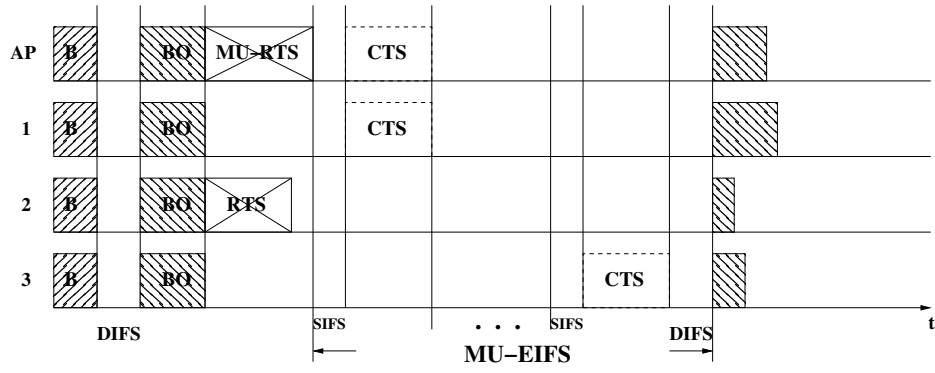 AP B BO MU-RTS CTS
1 B BO CTS
2 B BO RTS
3 B BO CTS
t
DIFS SIFS . . . SIFS DIFS
MU-EIFS